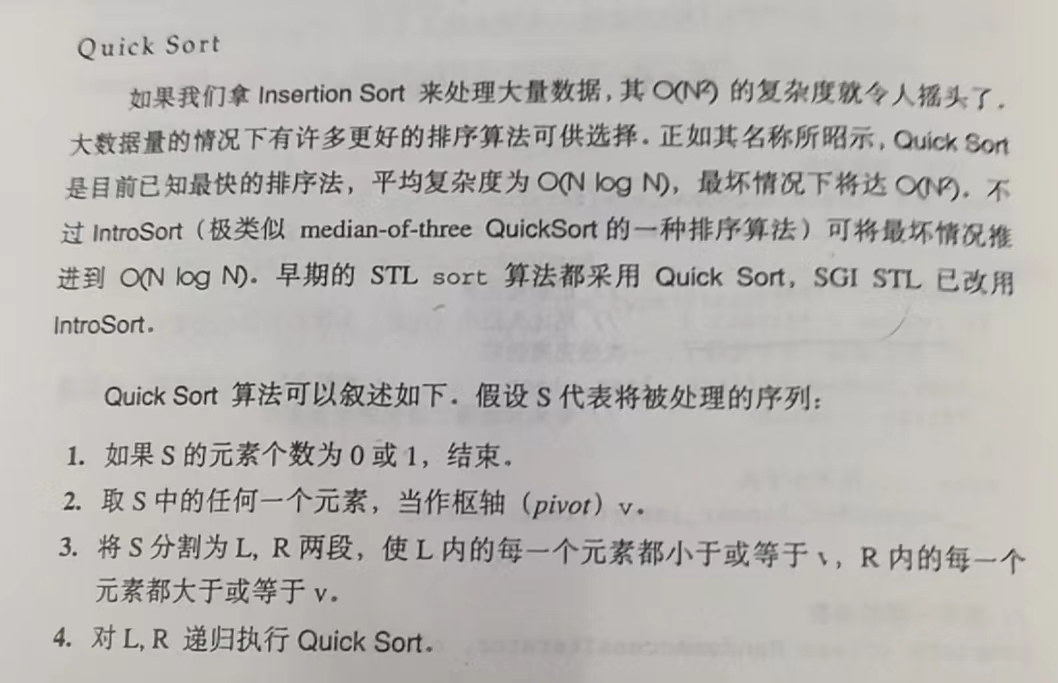 Quick Sort
如果我们拿 Insertion Sort 来处理大量数据，其 O(N²) 的复杂度就令人摇头了．
大数据量的情况下有许多更好的排序算法可供选择．正如其名称所昭示，Quick Sort
是目前已知最快的排序法，平均复杂度为 O(N log N)，最坏情况下将达 O(N²)．不
过 IntroSort（极类似 median-of-three QuickSort 的一种排序算法）可将最坏情况推
进到 O(N log N)．早期的 STL sort 算法都采用 Quick Sort，SGI STL 已改用
IntroSort．
Quick Sort 算法可以叙述如下．假设 S 代表将被处理的序列：
1. 如果 S 的元素个数为 0 或 1，结束。
2. 取 S 中的任何一个元素，当作枢轴（pivot）v。
3. 将 S 分割为 L, R 两段，使 L 内的每一个元素都小于或等于 v，R 内的每一个
元素都大于或等于 v。
4. 对 L, R 递归执行 Quick Sort。